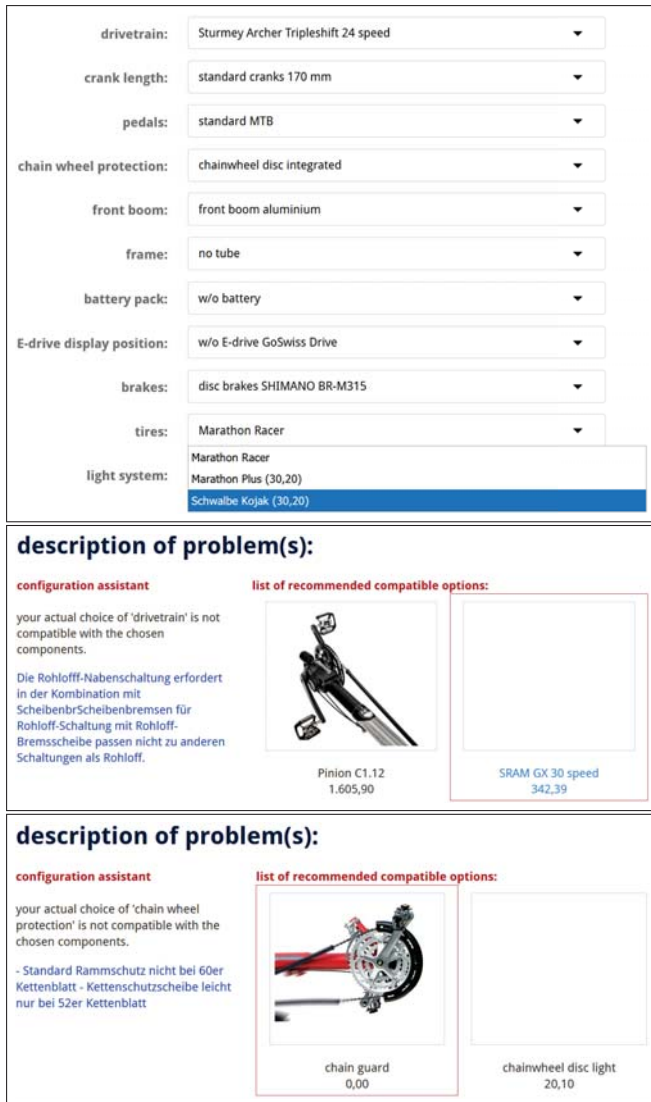 drivetrain: Sturmey Archer Tripleshift 24 speed
crank length: standard cranks 170 mm
pedals: standard MTB
chain wheel protection: chainwheel disc integrated
front boom: front boom aluminium
frame: no tube
battery pack: w/o battery
E-drive display position: w/o E-drive GoSwiss Drive
brakes: disc brakes SHIMANO BR-M315
tires: Marathon Racer
Marathon Racer
light system: Marathon Plus (30,20)
Schwalbe Kojak (30,20)
description of problem(s):
configuration assistant
your actual choice of 'drivetrain' is not
compatible with the chosen
components.
Die Rohlofff-Nabenschaltung erfordert
in der Kombination mit
ScheibenbrScheibenbremsen für
Rohloff-Schaltung mit Rohloff-
Bremsscheibe passen nicht zu anderen
Schaltungen als Rohloff.
list of recommended compatible options:
Pinion C1.12
1.605,90
SRAM GX 30 speed
342,39
description of problem(s):
configuration assistant
your actual choice of 'chain wheel
protection' is not compatible with the
chosen components.
- Standard Rammschutz nicht bei 60er
Kettenblatt - Kettenschutzscheibe leicht
nur bei 52er Kettenblatt
list of recommended compatible options:
chain guard
0,00
chainwheel disc light
20,10